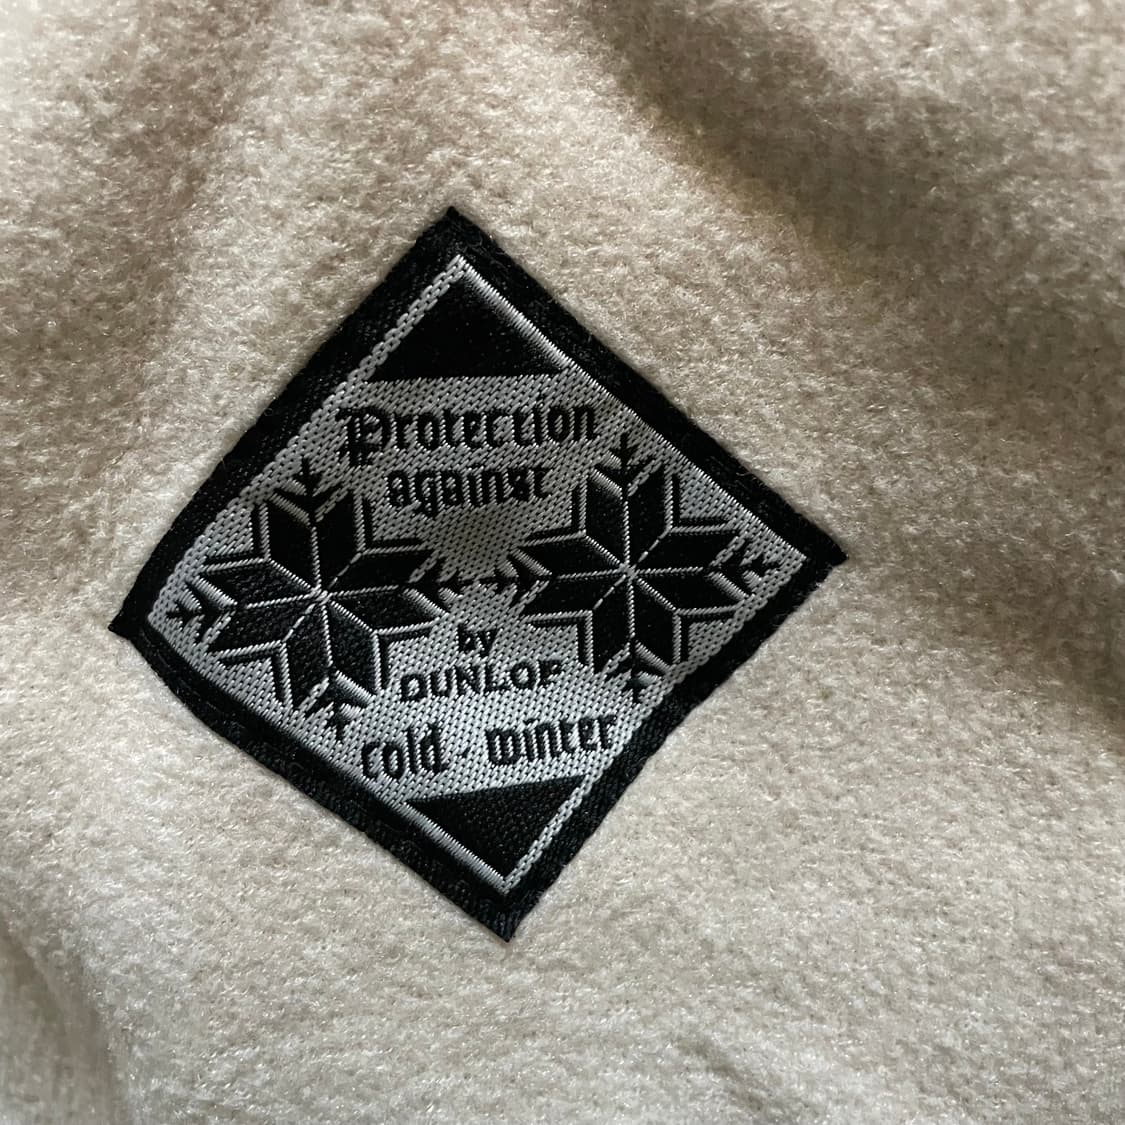 Protection
against
by
DUNLOP
cold · winter